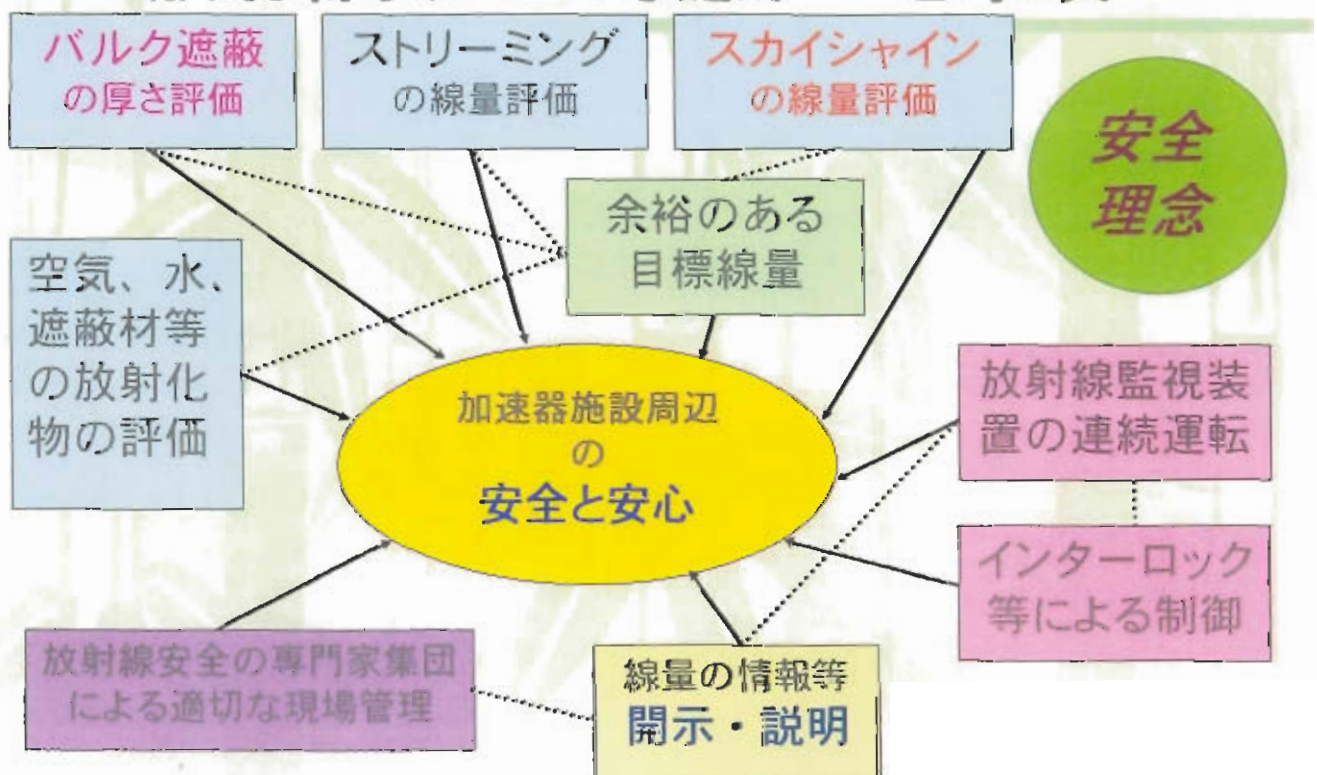 バルク遮蔽
の厚さ評価
ストリーミング
の線量評価
スカイシャイン
の線量評価
安全
理念
余裕のある
目標線量
空気、水、
遮蔽材等
の放射化
物の評価
加速器施設周辺
の
安全と安心
放射線監視装
置の連続運転
インターロック
等による制御
放射線安全の専門家集団
による適切な現場管理
線量の情報等
開示・説明